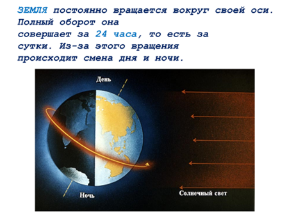 ЗЕМЛЯ постоянно вращается вокруг своей оси.
Полный оборот она
совершает за 24 часа, то есть за
сутки. Из-за этого вращения
происходит смена дня и ночи.
День
Ночь
Солнечный свет